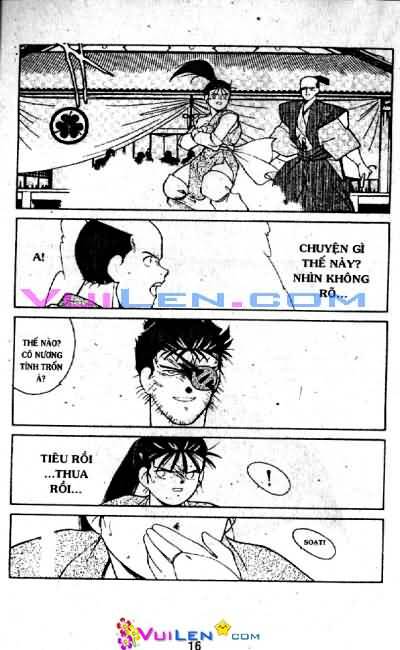 A!
CHUYỆN GÌ
THẾ NÀY?
NHÌN KHÔNG
RÕ...
VUILEN.COM
THẾ NÀO?
CÔ NƯƠNG
TÍNH TRỐN
À?
TIÊU RỒI
...THUA
RỒI...
!
SOẠT!
VUILEN
.COM
16